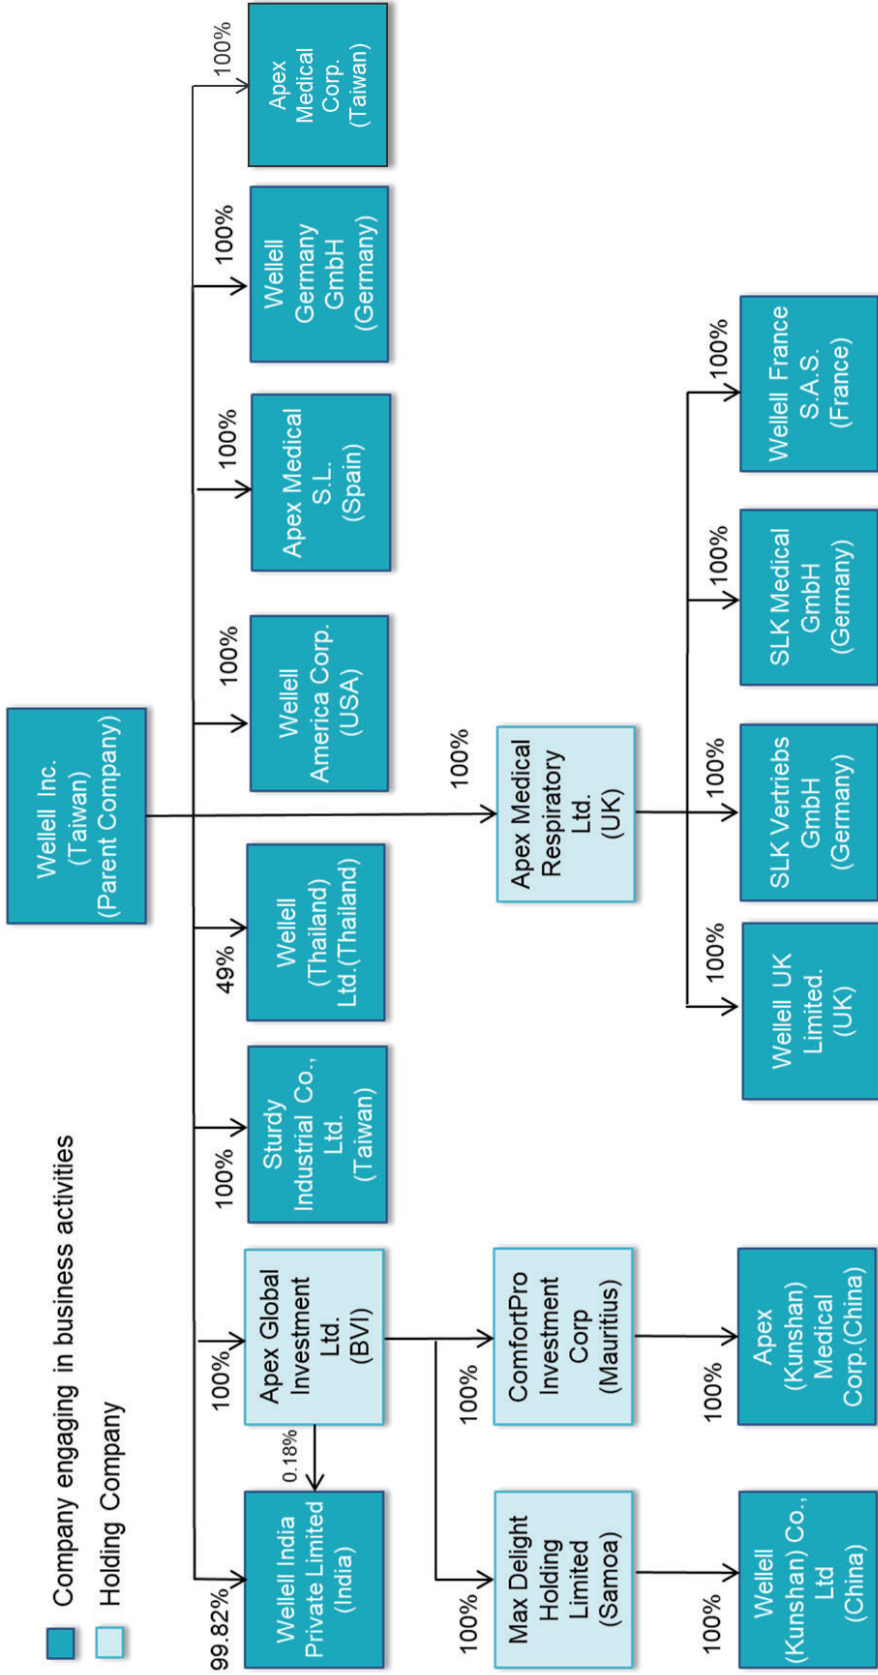 Company engaging in business activities
Holding Company
Wellell Inc.
(Taiwan)
(Parent Company)
99.82%
100%
100%
49%
100%
100%
100%
100%
Wellell India
Private Limited
(India)
0.18%
Apex Global
Investment
Ltd.
(BVI)
Sturdy
Industrial Co.,
Ltd.
(Taiwan)
Wellell
(Thailand)
Ltd.(Thailand)
Wellell
America Corp.
(USA)
Apex Medical
S.L.
(Spain)
Wellell
Germany
GmbH
(Germany)
Apex
Medical
Corp.
(Taiwan)
100%
100%
100%
Max Delight
Holding
Limited
(Samoa)
ComfortPro
Investment
Corp
(Mauritius)
Apex Medical
Respiratory
Ltd.
(UK)
100%
100%
100%
100%
100%
100%
Wellell
(Kunshan) Co.,
Ltd
(China)
Apex
(Kunshan)
Medical
Corp.(China)
Wellell UK
Limited.
(UK)
SLK Vertriebs
GmbH
(Germany)
SLK Medical
GmbH
(Germany)
Wellell France
S.A.S.
(France)